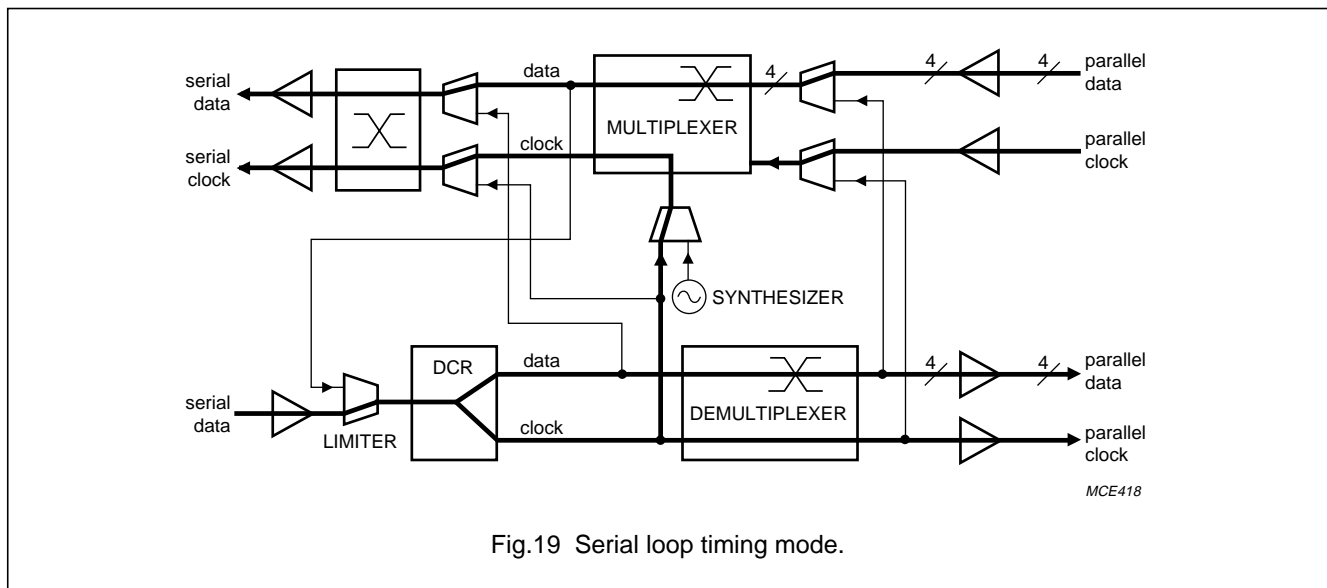 serial
data
data
4
4
4
parallel
data
MULTIPLEXER
serial
clock
clock
parallel
clock
SYNTHESIZER
serial
data
LIMITER
DCR
data
clock
DEMULTIPLEXER
4
4
parallel
data
parallel
clock
MCE418
Fig.19 Serial loop timing mode.